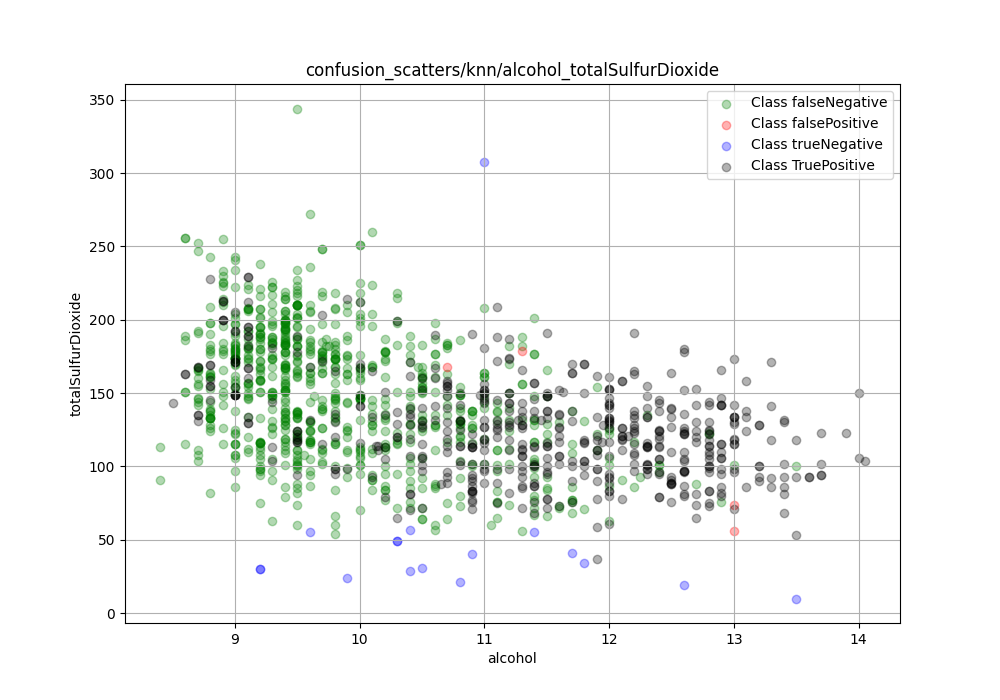 confusion_scatters/knn/alcohol_totalSulfurDioxide
350
300
250
200
150
100
50
0
totalSulfurDioxide
Class falseNegative
Class falsePositive
Class trueNegative
Class TruePositive
9 10 11 12 13 14
alcohol